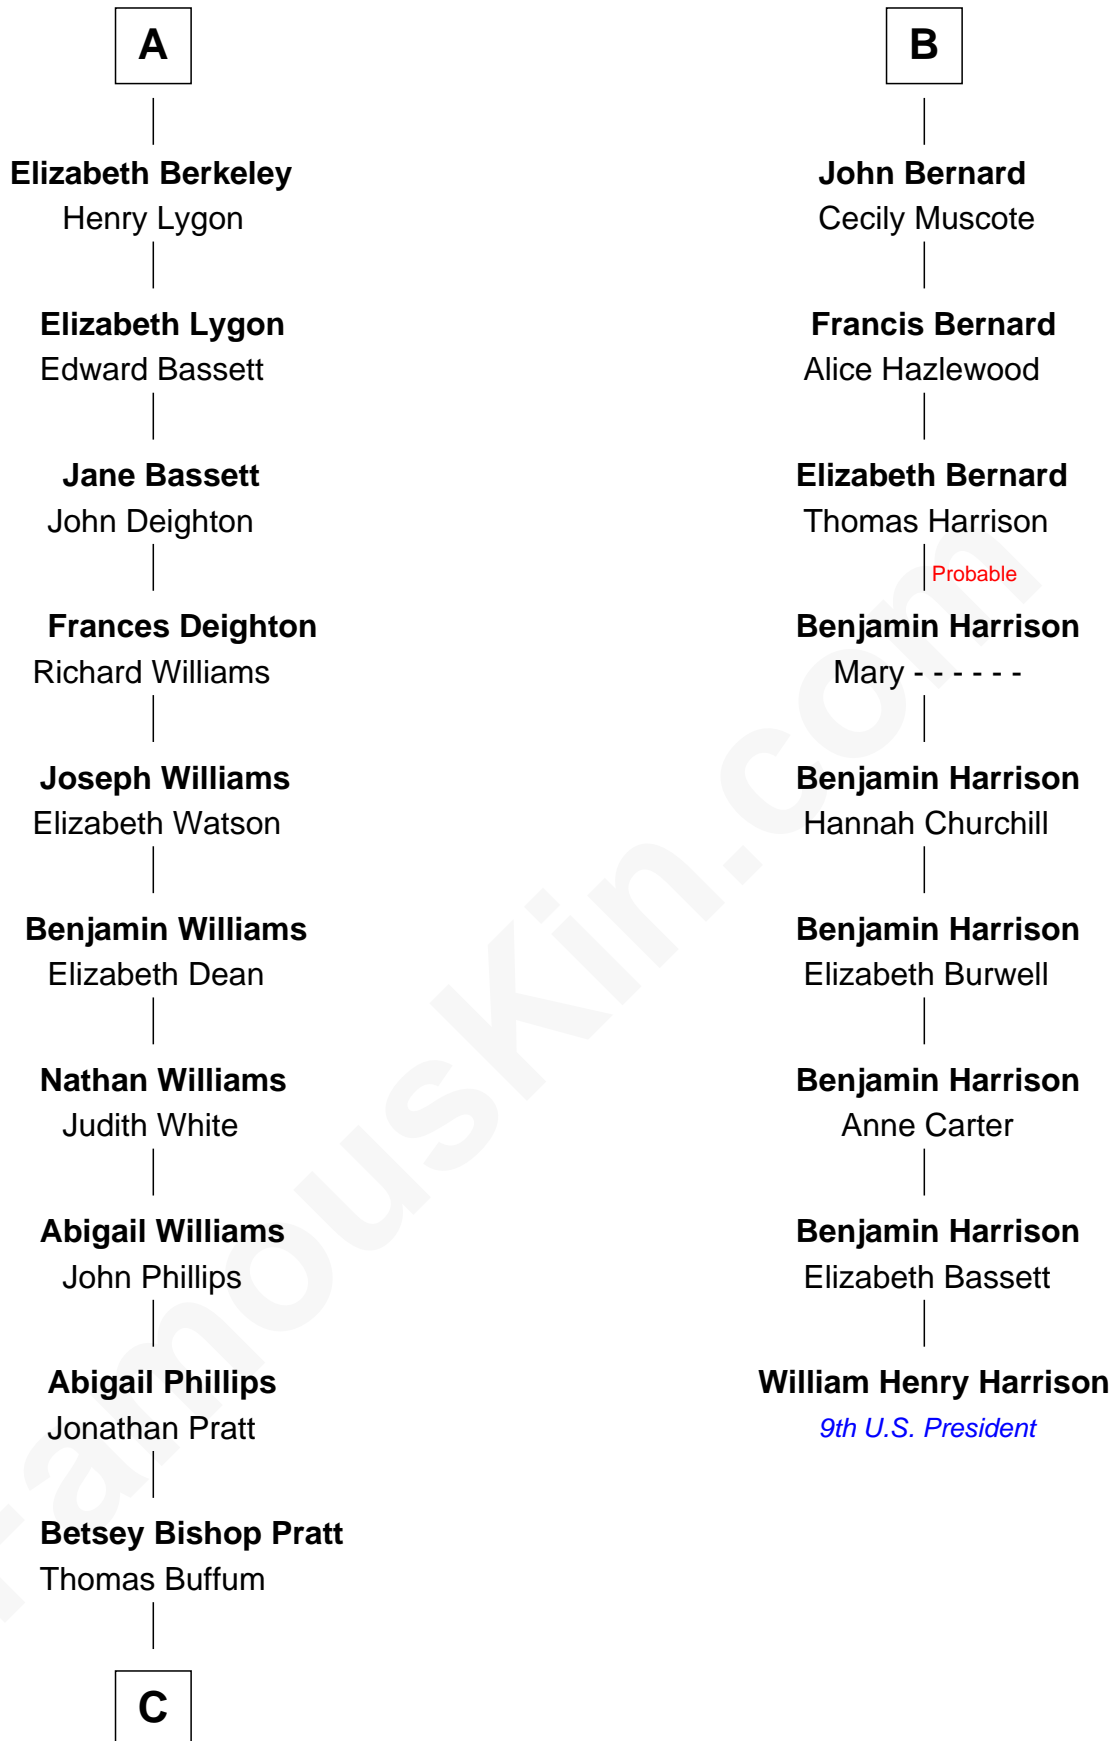 A
Elizabeth Berkeley
Henry Lygon
Elizabeth Lygon
Edward Bassett
Jane Bassett
John Deighton
Frances Deighton
Richard Williams
Joseph Williams
Elizabeth Watson
Benjamin Williams
Elizabeth Dean
Nathan Williams
Judith White
Abigail Williams
John Phillips
Abigail Phillips
Jonathan Pratt
Betsey Bishop Pratt
Thomas Buffum
C
B
John Bernard
Cecily Muscote
Francis Bernard
Alice Hazlewood
Elizabeth Bernard
Thomas Harrison
Probable
Benjamin Harrison
Mary - - - - - -
Benjamin Harrison
Hannah Churchill
Benjamin Harrison
Elizabeth Burwell
Benjamin Harrison
Anne Carter
Benjamin Harrison
Elizabeth Bassett
William Henry Harrison
9th U.S. President
FamousKin.com